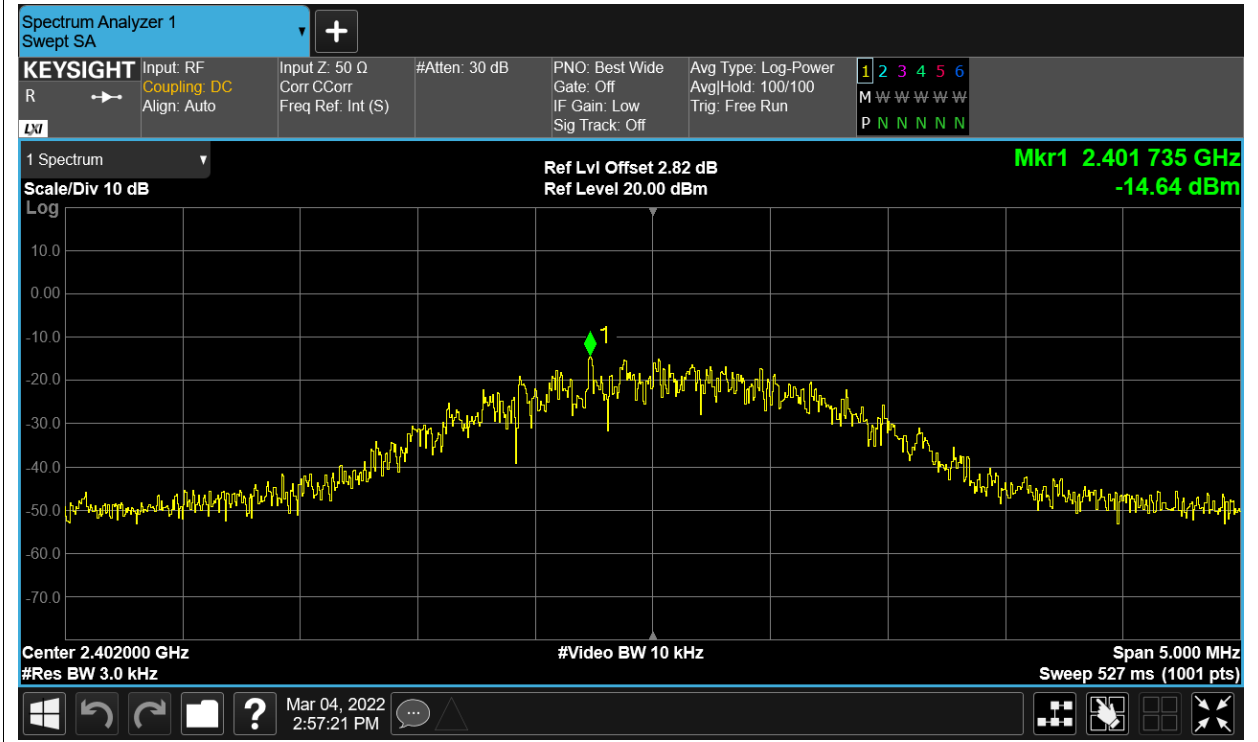 Spectrum Analyzer 1
Swept SA
KEYSIGHT
R
LXI
Input: RF
Coupling: DC
Align: Auto
Input Z: 50 Ω
Corr CCorr
Freq Ref: Int (S)
#Atten: 30 dB
PNO: Best Wide
Gate: Off
IF Gain: Low
Sig Track: Off
Avg Type: Log-Power
Avg|Hold: 100/100
Trig: Free Run
1 2 3 4 5 6
M W W W W W
P N N N N N
1 Spectrum
Scale/Div 10 dB
Log
Ref Lvl Offset 2.82 dB
Ref Level 20.00 dBm
Mkr1 2.401 735 GHz
-14.64 dBm
10.0
0.00
-10.0
1
-20.0
-30.0
-40.0
-50.0
-60.0
-70.0
Center 2.402000 GHz
#Video BW 10 kHz
Span 5.000 MHz
#Res BW 3.0 kHz
Sweep 527 ms (1001 pts)
?
Mar 04, 2022
2:57:21 PM